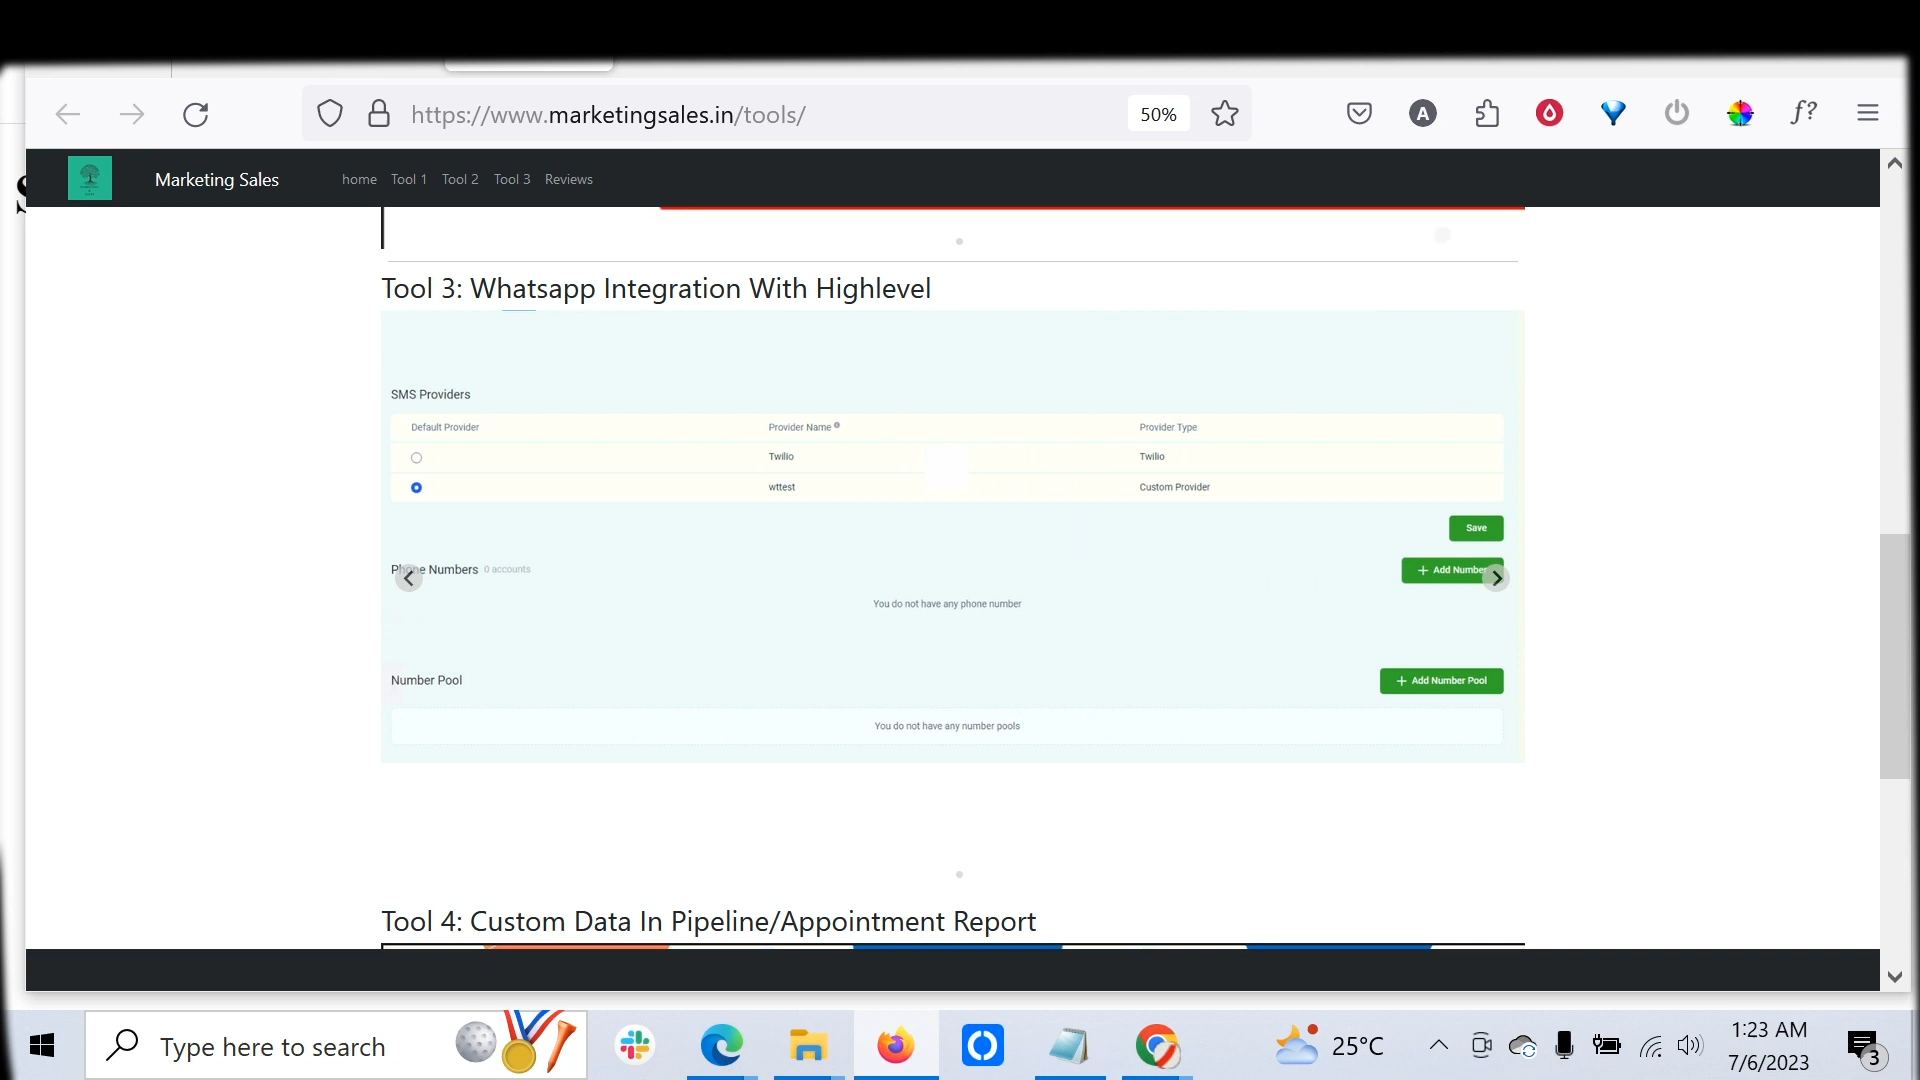 https://www.marketingsales.in/tools/
50%
A
f?
Marketing Sales
home Tool 1 Tool 2 Tool 3 Reviews
Tool 3: Whatsapp Integration With Highlevel
SMS Providers
Default Provider Provider Name Provider Type
Twilio Twilio
wttest Custom Provider
Save
Phone Numbers 0 accounts
+ Add Number
You do not have any phone number
Number Pool
+ Add Number Pool
You do not have any number pools
Tool 4: Custom Data In Pipeline/Appointment Report
Type here to search
25°C
1:23 AM
7/6/2023
3